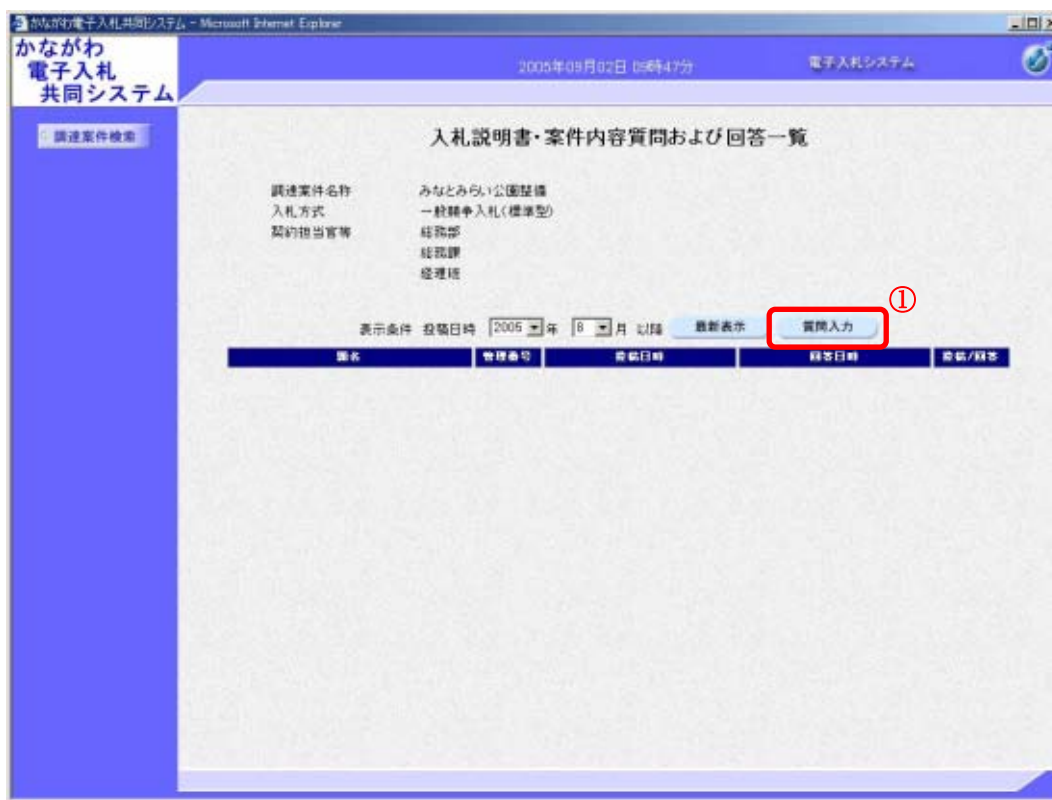 かながわ電子入札共同システム - Microsoft Internet Explorer
かながわ
電子入札
共同システム
2005年09月02日 09時47分
電子入札システム
調達案件検索
入札説明書・案件内容質問および回答一覧
調達案件名称 みなとみらい公園整備
入札方式 一般競争入札(標準型)
契約担当官等 総務部
総務課
経理班
①
表示条件 投稿日時 2005 年 8 月 以降 最新表示 質問入力
題名 管理番号 投稿日時 回答日時 投稿/回答